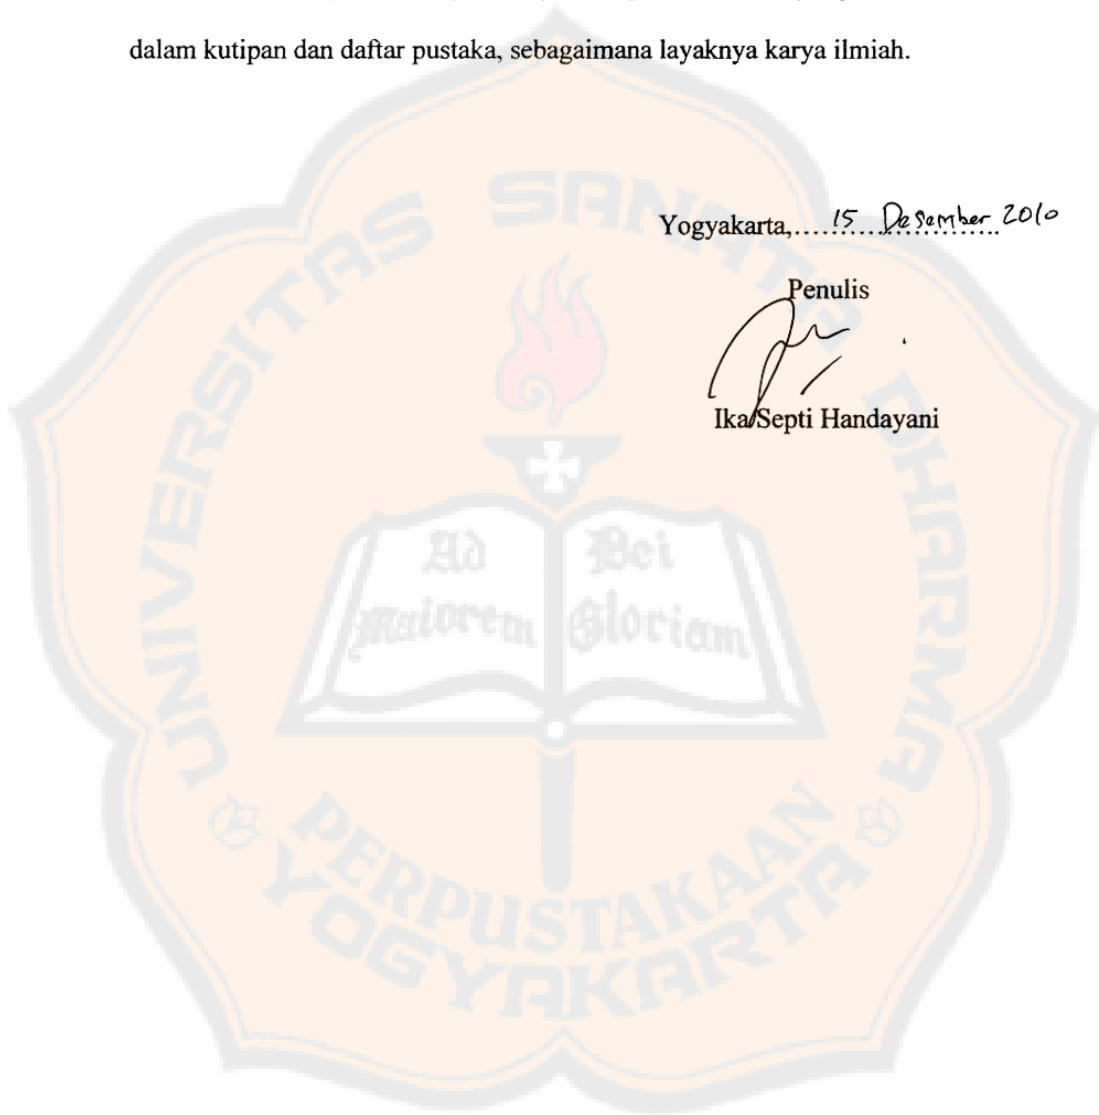 dalam kutipan dan daftar pustaka, sebagaimana layaknya karya ilmiah.
Yogyakarta,.....15...Desember 2010
Penulis
Ika Septi Handayani
UNIVERSITAS SANATA DHARMA
Ad
maiorem
Dei
Gloriam
PERPUSTAKAAN
YOGYAKARTA